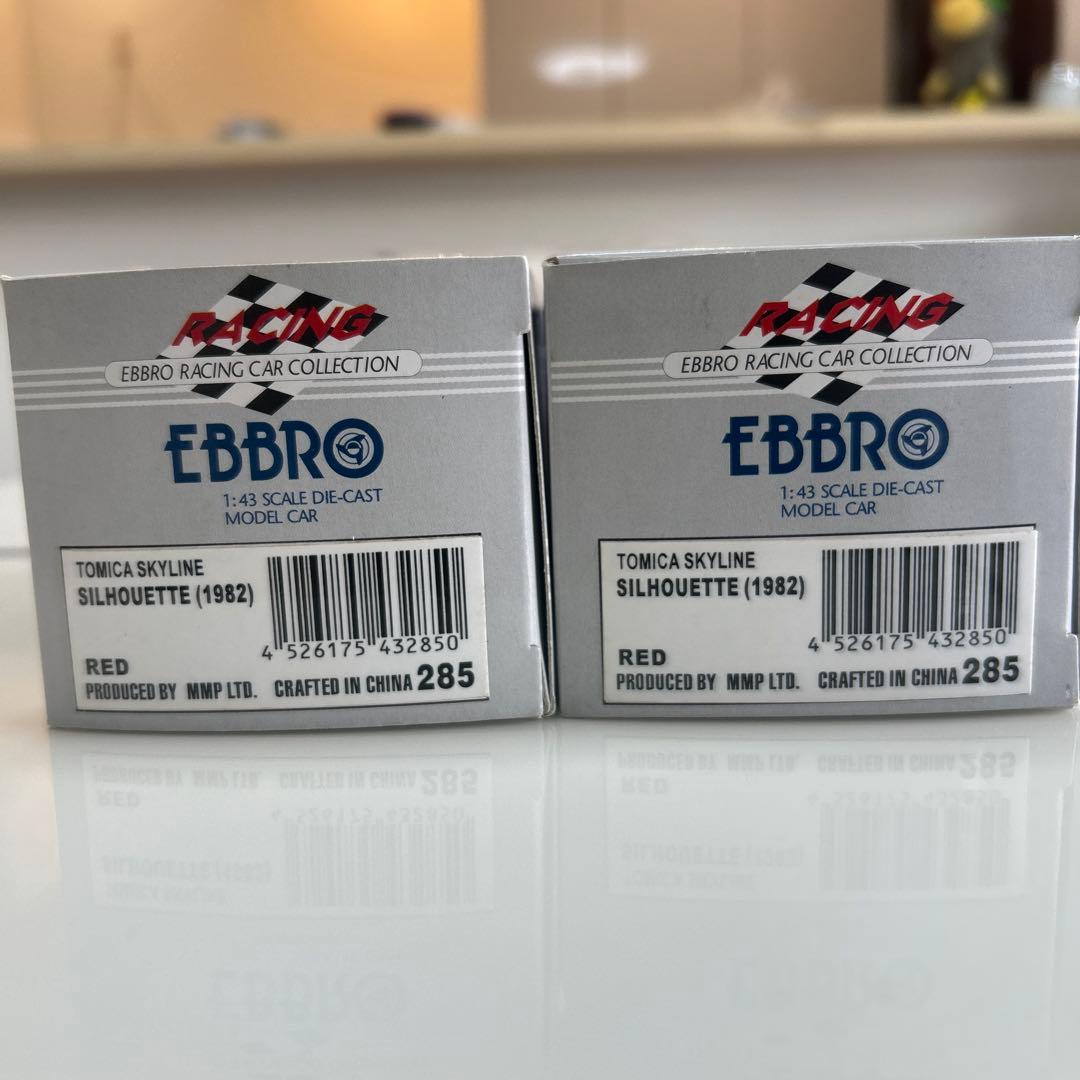 RACING
EBBRO RACING CAR COLLECTION
EBBRO
1:43 SCALE DIE-CAST
MODEL CAR
TOMICA SKYLINE
SILHOUETTE (1982)
4 526175 432850
RED
PRODUCED BY MMP LTD. CRAFTED IN CHINA 285
RACING
EBBRO RACING CAR COLLECTION
EBBRO
1:43 SCALE DIE-CAST
MODEL CAR
TOMICA SKYLINE
SILHOUETTE (1982)
4 526175 432850
RED
PRODUCED BY MMP LTD. CRAFTED IN CHINA 285